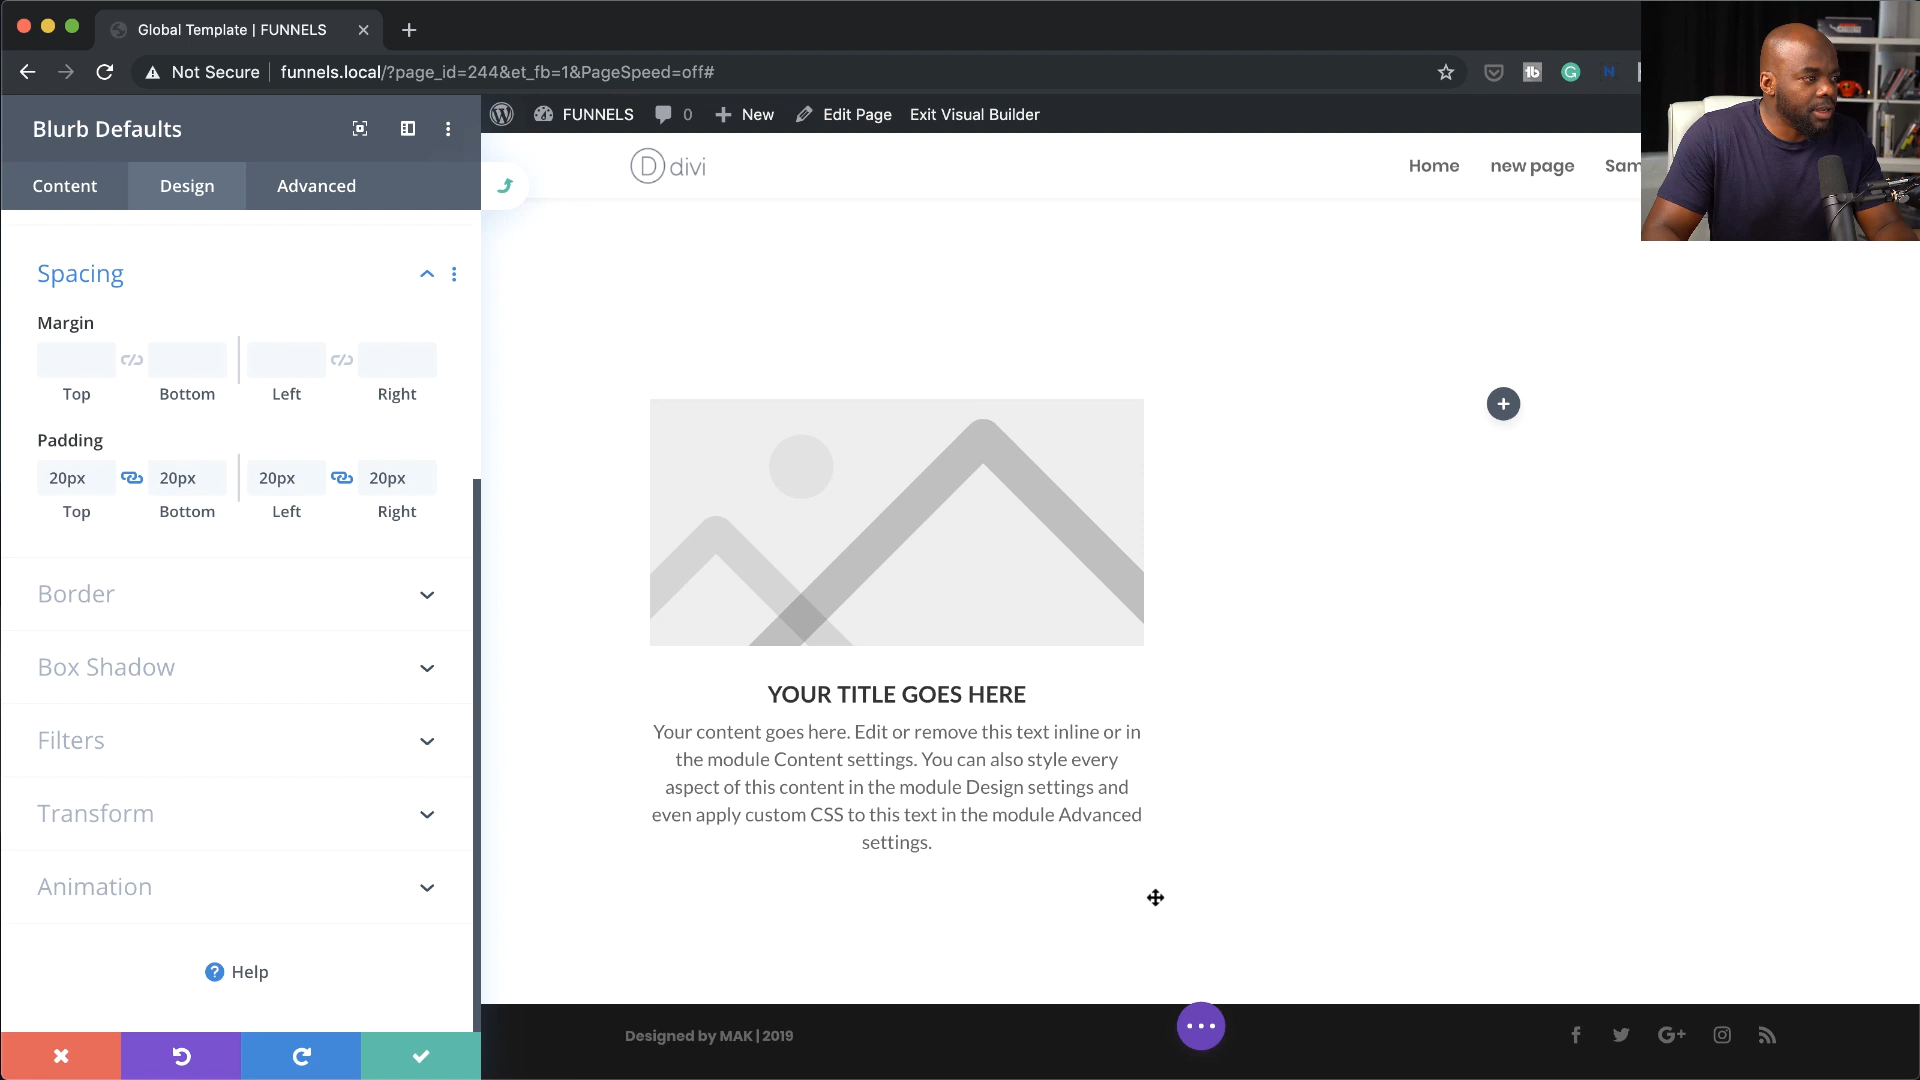 Global Template | FUNNELS
Not Secure funnels.local/?page_id=244&et_fb=1&PageSpeed=off#
Blurb Defaults
FUNNELS 0 New Edit Page Exit Visual Builder
Content Design Advanced
divi
Home new page Sam
Spacing
Margin
Top Bottom Left Right
Padding
20px 20px 20px 20px
Top Bottom Left Right
Border
Box Shadow
Filters
Transform
Animation
Help
YOUR TITLE GOES HERE
Your content goes here. Edit or remove this text inline or in
the module Content settings. You can also style every
aspect of this content in the module Design settings and
even apply custom CSS to this text in the module Advanced
settings.
Designed by MAK | 2019